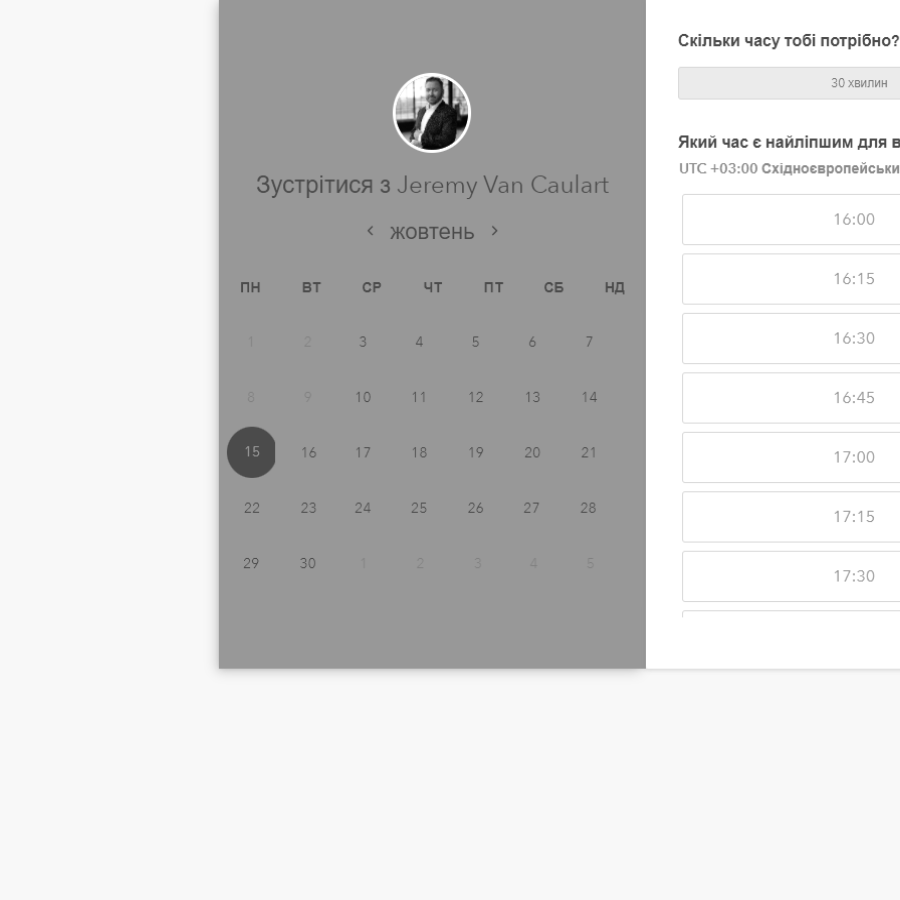 Зустрітися з Jeremy Van Caulart
жовтень
ПН ВТ СР ЧТ ПТ СБ НД
1 2 3 4 5 6 7
8 9 10 11 12 13 14
15 16 17 18 19 20 21
22 23 24 25 26 27 28
29 30 1 2 3 4 5
Скільки часу тобі потрібно?
30 хвилин
Який час є найліпшим для в
UTC +03:00 Східноєвропейськи
16:00
16:15
16:30
16:45
17:00
17:15
17:30